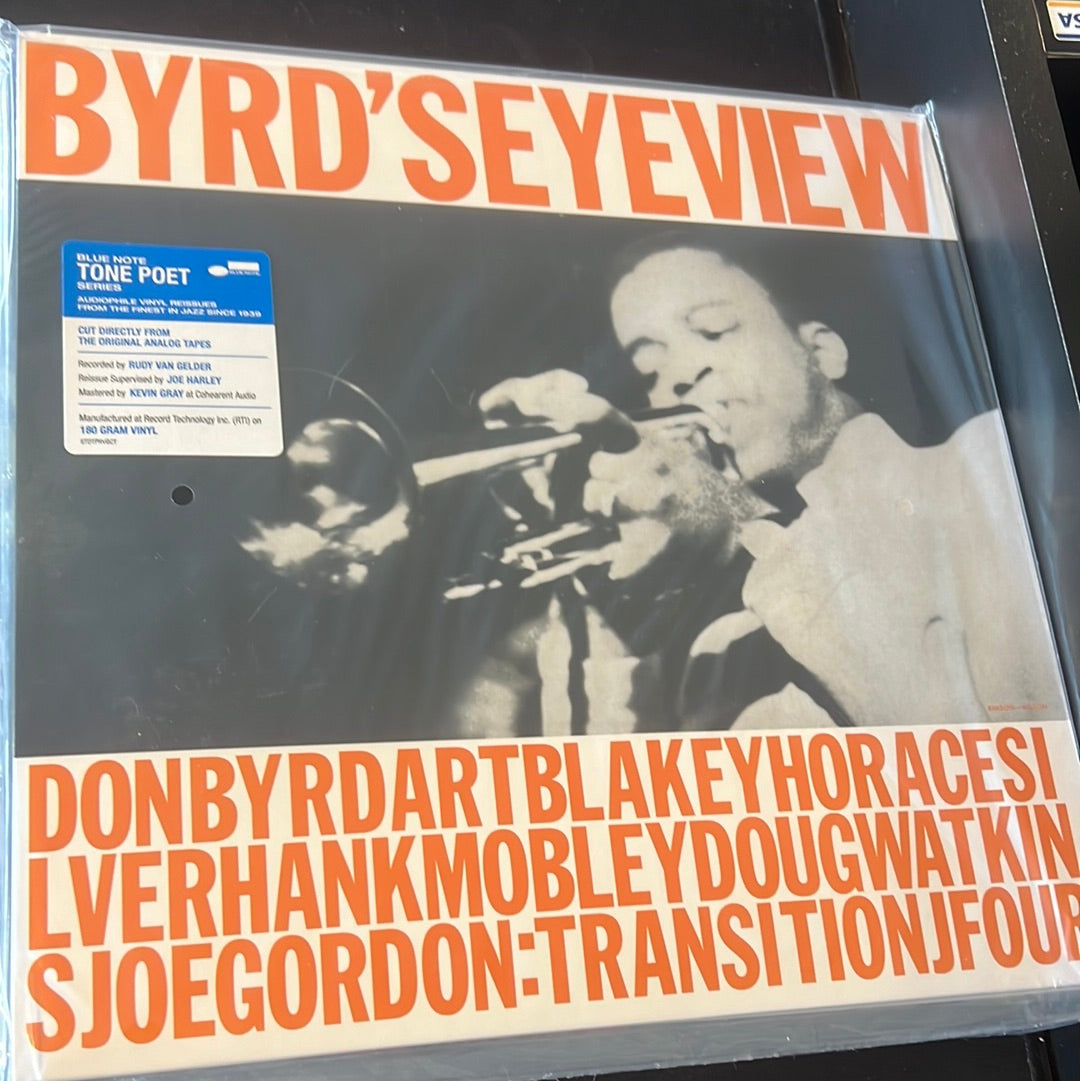 BYRD'SEYEVIEW
BLUE NOTE
TONE POET
SERIES
BLUE NOTE
AUDIOPHILE VINYL REISSUES
FROM THE FINEST IN JAZZ SINCE 1939
CUT DIRECTLY FROM
THE ORIGINAL ANALOG TAPES
Recorded by RUDY VAN GELDER
Reissue Supervised by JOE HARLEY
Mastered by KEVIN GRAY at Cohearent Audio
Manufactured at Record Technology Inc. (RTI) on
180 GRAM VINYL
DONBYRDARTBLAKEYHORACESI
LVERHANKMOBLEYDOUGWATKIN
SJOEGORDON:TRANSITIONJFOUR